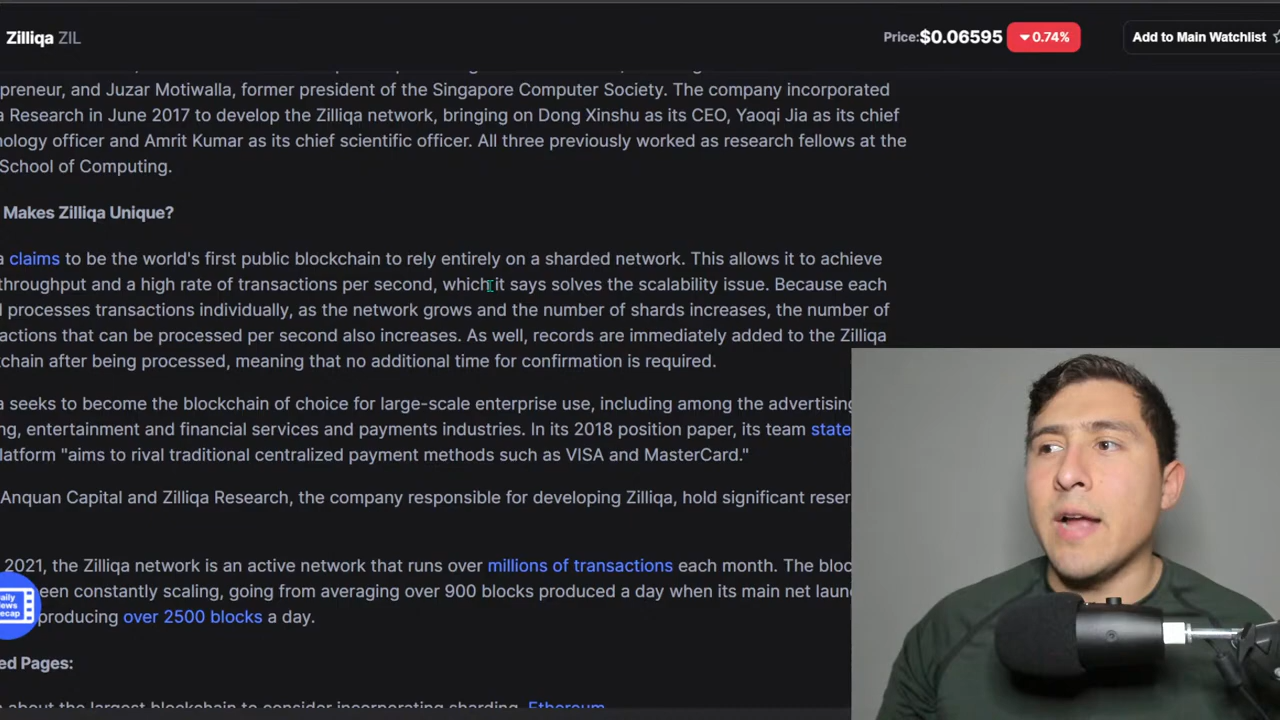 Zilliqa ZIL
Price: $0.06595 0.74% Add to Main Watchlist
preneur, and Juzar Motiwalla, former president of the Singapore Computer Society. The company incorporated
a Research in June 2017 to develop the Zilliqa network, bringing on Dong Xinshu as its CEO, Yaoqi Jia as its chief
nology officer and Amrit Kumar as its chief scientific officer. All three previously worked as research fellows at the
School of Computing.
Makes Zilliqa Unique?
a claims to be the world's first public blockchain to rely entirely on a sharded network. This allows it to achieve
throughput and a high rate of transactions per second, which it says solves the scalability issue. Because each
processes transactions individually, as the network grows and the number of shards increases, the number of
actions that can be processed per second also increases. As well, records are immediately added to the Zilliqa
chain after being processed, meaning that no additional time for confirmation is required.
a seeks to become the blockchain of choice for large-scale enterprise use, including among the advertising
ng, entertainment and financial services and payments industries. In its 2018 position paper, its team state
latform "aims to rival traditional centralized payment methods such as VISA and MasterCard."
Anquan Capital and Zilliqa Research, the company responsible for developing Zilliqa, hold significant reser
2021, the Zilliqa network is an active network that runs over millions of transactions each month. The bloc
een constantly scaling, going from averaging over 900 blocks produced a day when its main net laun
producing over 2500 blocks a day.
ed Pages:
about the largest blockchain to consider incorporating sharding, Ethereum